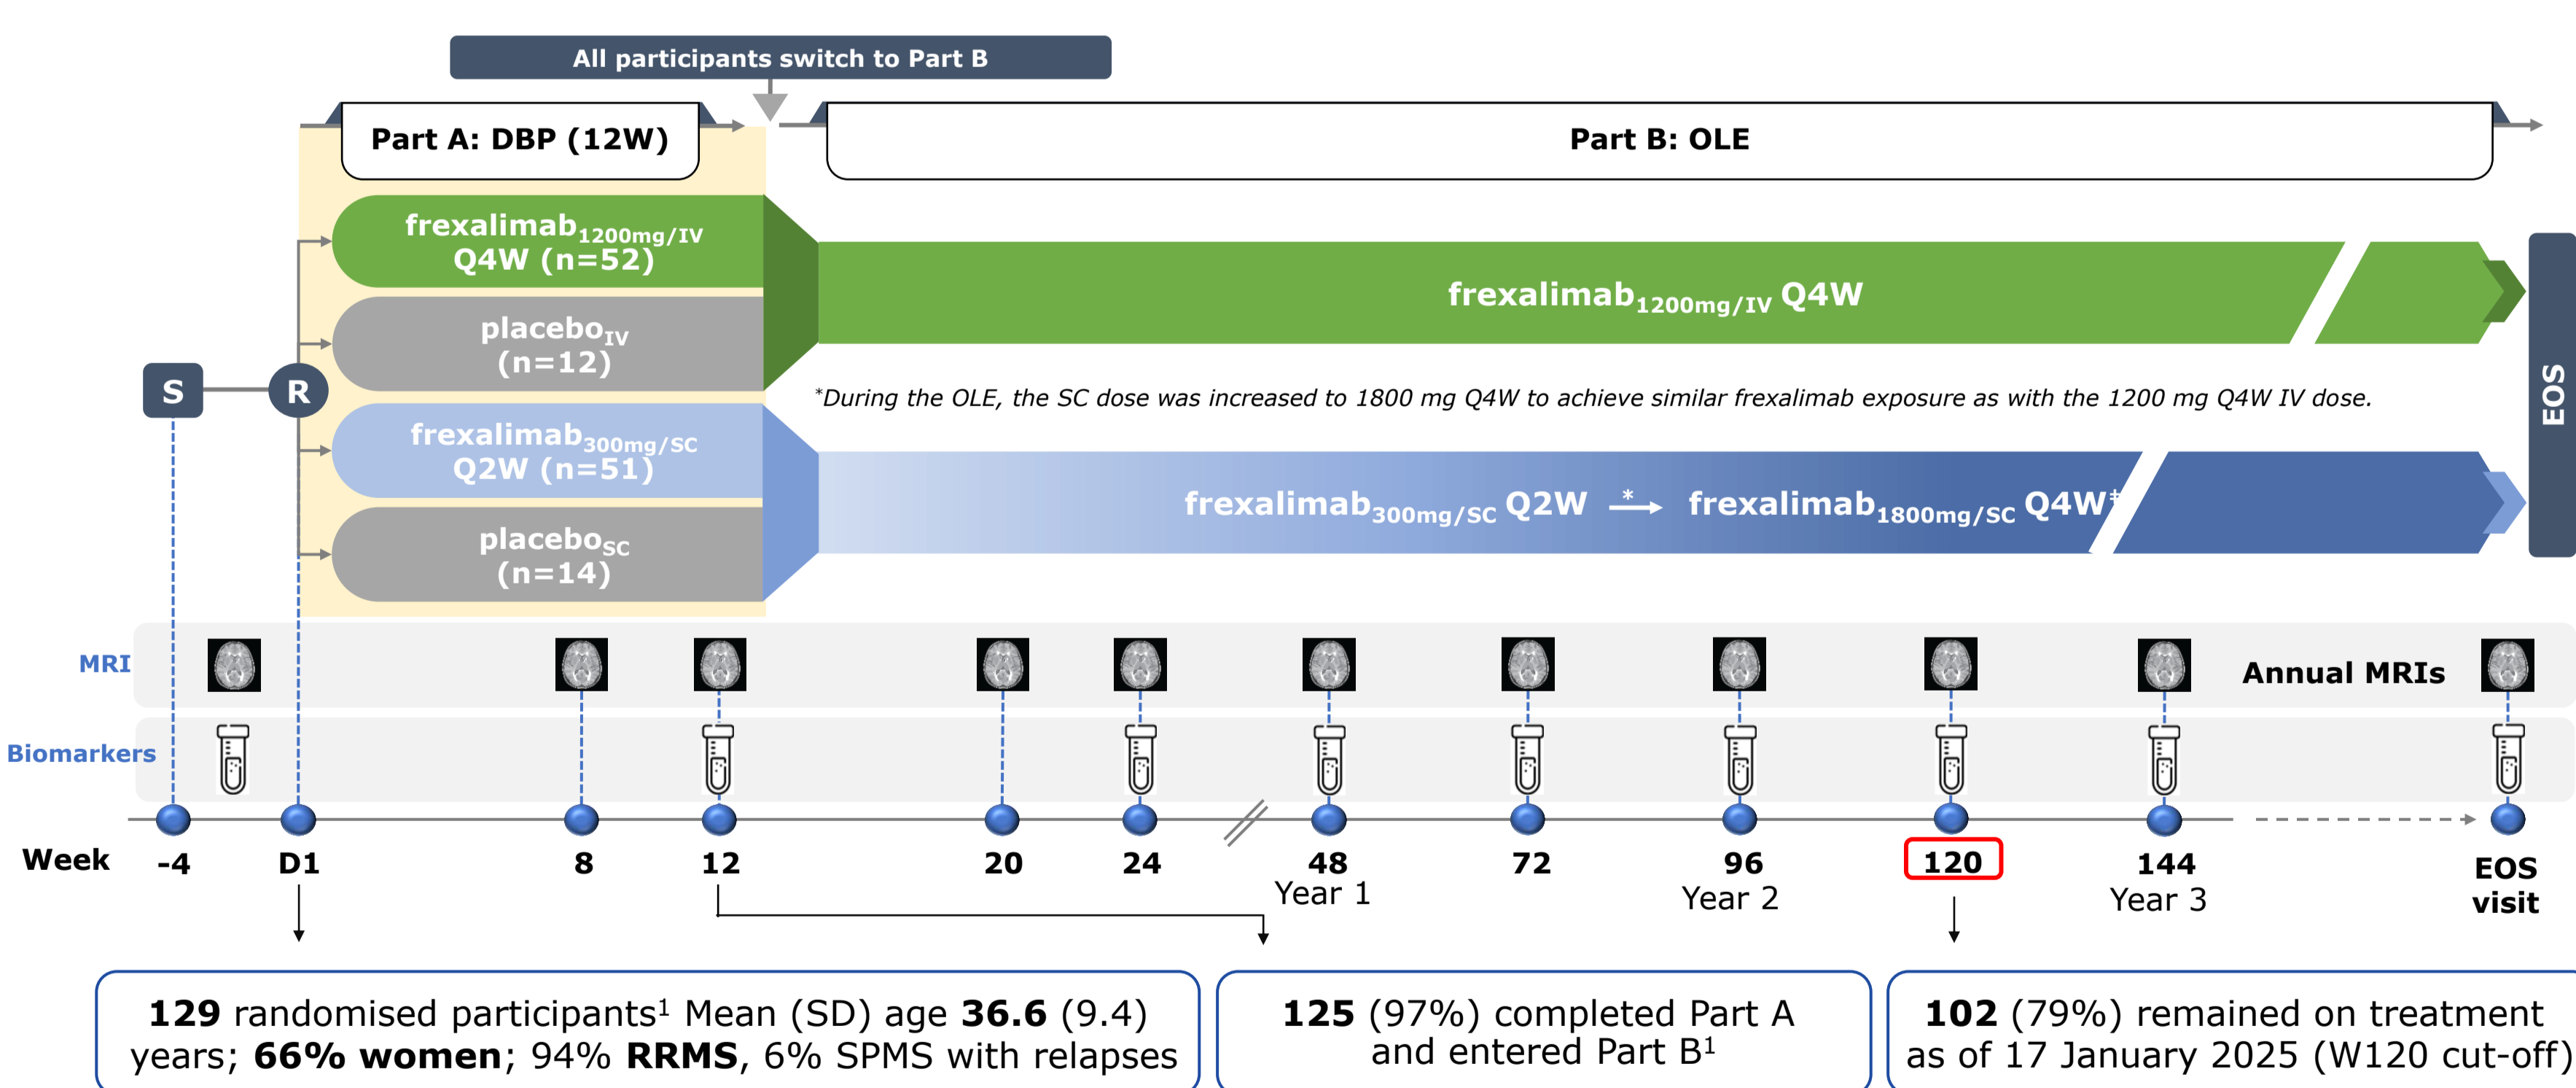 All participants switch to Part B
Part A: DBP (12W)
Part B: OLE
frexalimab1200mg/IV
Q4W (n=52)
placeboIV
(n=12)
frexalimab1200mg/IV Q4W
S
R
*During the OLE, the SC dose was increased to 1800 mg Q4W to achieve similar frexalimab exposure as with the 1200 mg Q4W IV dose.
EOS
frexalimab300mg/SC
Q2W (n=51)
placeboSC
(n=14)
frexalimab300mg/SC Q2W * frexalimab1800mg/SC Q4W‡
MRI
Annual MRIs
Biomarkers
Week -4 D1 8 12 20 24 48 72 96 120 144 EOS
visit
Year 1 Year 2 Year 3
129 randomised participants¹ Mean (SD) age 36.6 (9.4)
years; 66% women; 94% RRMS, 6% SPMS with relapses
125 (97%) completed Part A
and entered Part B¹
102 (79%) remained on treatment
as of 17 January 2025 (W120 cut-off)